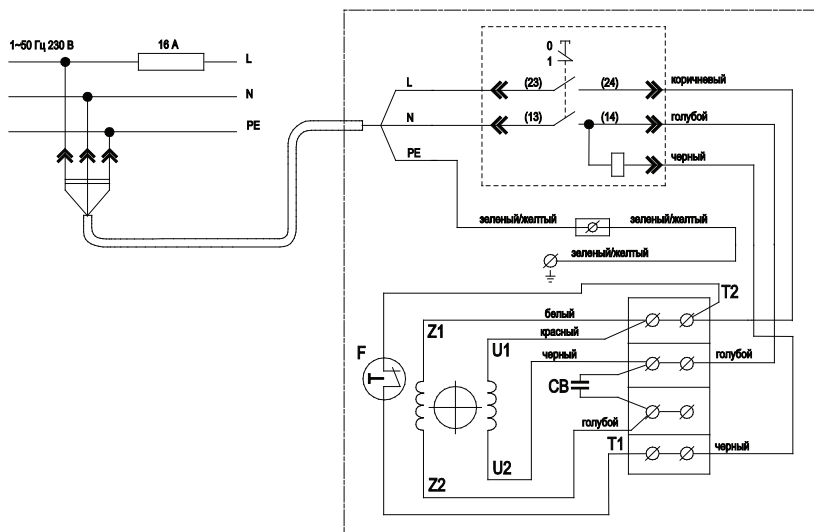 1~50 Гц 230 В
16 А
L
N
PE
0
1
L
(23)
(24)
коричневый
N
(13)
(14)
голубой
PE
черный
зеленый/желтый
зеленый/желтый
зеленый/желтый
T2
белый
Z1
красный
F
U1
черный
голубой
T
CB
голубой
T1
черный
U2
Z2